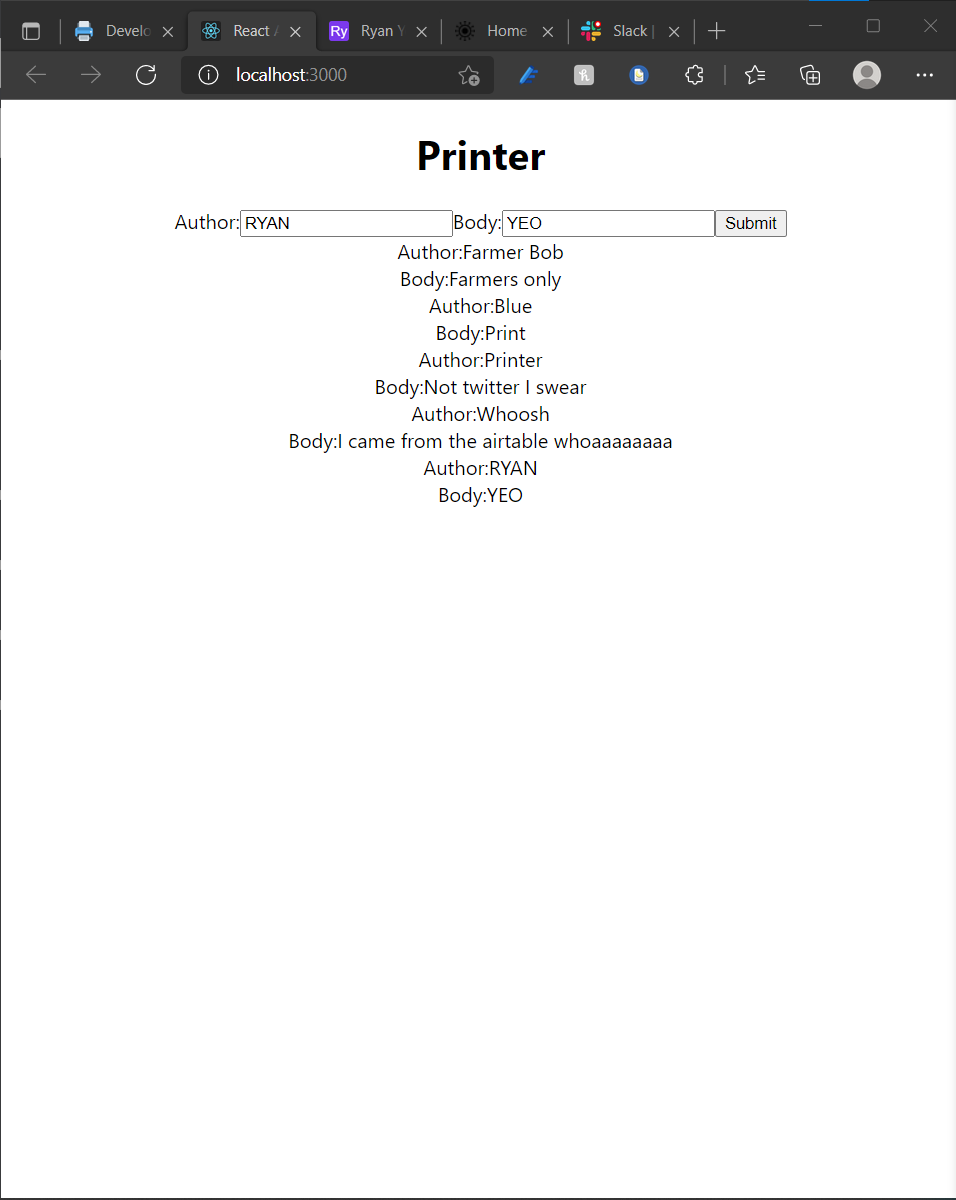 Develo
React A
Ry Ryan Y
Home
Slack |
localhost:3000
Printer
Author: RYAN Body: YEO Submit
Author:Farmer Bob
Body:Farmers only
Author:Blue
Body:Print
Author:Printer
Body:Not twitter I swear
Author:Whoosh
Body:I came from the airtable whoaaaaaaaa
Author:RYAN
Body:YEO